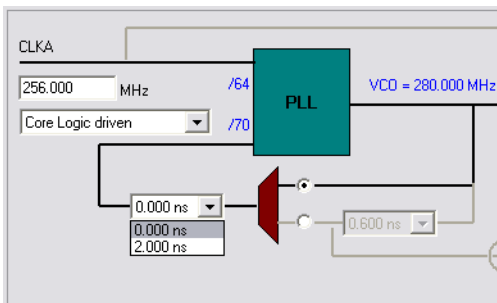 CLKA
256.000 MHz
/64
PLL
VCO = 280.000 MHz
Core Logic driven
/70
0.000 ns
0.600 ns
0.000 ns
2.000 ns